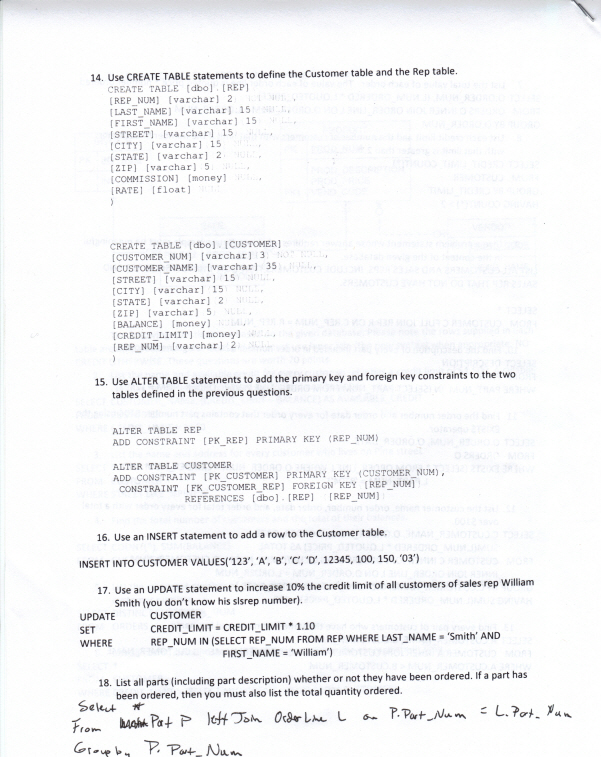 14. Use CREATE TABLE statements to define the Customer table and the Rep table.
CREATE TABLE [dbo].[REP]
[REP_NUM] [varchar] 2
[LAST_NAME] [varchar] 15 NULL,
[FIRST_NAME] [varchar] 15 NULL,
[STREET] [varchar] 15 NULL,
[CITY] [varchar] 15 NULL,
[STATE] [varchar] 2 NULL,
[ZIP] [varchar] 5 NULL,
[COMMISSION] [money] NULL,
[RATE] [float]
)
CREATE TABLE [dbo].[CUSTOMER]
[CUSTOMER_NUM] [varchar] 3 NOT NULL,
[CUSTOMER_NAME] [varchar] 35 NULL,
[STREET] [varchar] 15 NULL,
[CITY] [varchar] 15 NULL,
[STATE] [varchar] 2 NULL,
[ZIP] [varchar] 5 NULL,
[BALANCE] [money]
[CREDIT_LIMIT] [money]
[REP_NUM] [varchar] 2
)
15. Use ALTER TABLE statements to add the primary key and foreign key constraints to the two
tables defined in the previous questions.
ALTER TABLE REP
ADD CONSTRAINT [PK_REP] PRIMARY KEY (REP_NUM)
ALTER TABLE CUSTOMER
ADD CONSTRAINT [PK_CUSTOMER] PRIMARY KEY (CUSTOMER_NUM),
CONSTRAINT [FK_CUSTOMER_REP] FOREIGN KEY [REP_NUM]
REFERENCES [dbo].[REP] [REP_NUM]
16. Use an INSERT statement to add a row to the Customer table.
INSERT INTO CUSTOMER VALUES('123', 'A', 'B', 'C', 'D', 12345, 100, 150, '03')
17. Use an UPDATE statement to increase 10% the credit limit of all customers of sales rep William
Smith (you don't know his slsrep number).
UPDATE CUSTOMER
SET CREDIT_LIMIT = CREDIT_LIMIT * 1.10
WHERE REP_NUM IN (SELECT REP_NUM FROM REP WHERE LAST_NAME = 'Smith' AND
FIRST_NAME = 'William')
18. List all parts (including part description) whether or not they have been ordered. If a part has
been ordered, then you must also list the total quantity ordered.
Select *
From Part P left Join OrderLine L on P.Part_Num = L.Part_Num
Group by P.Part_Num